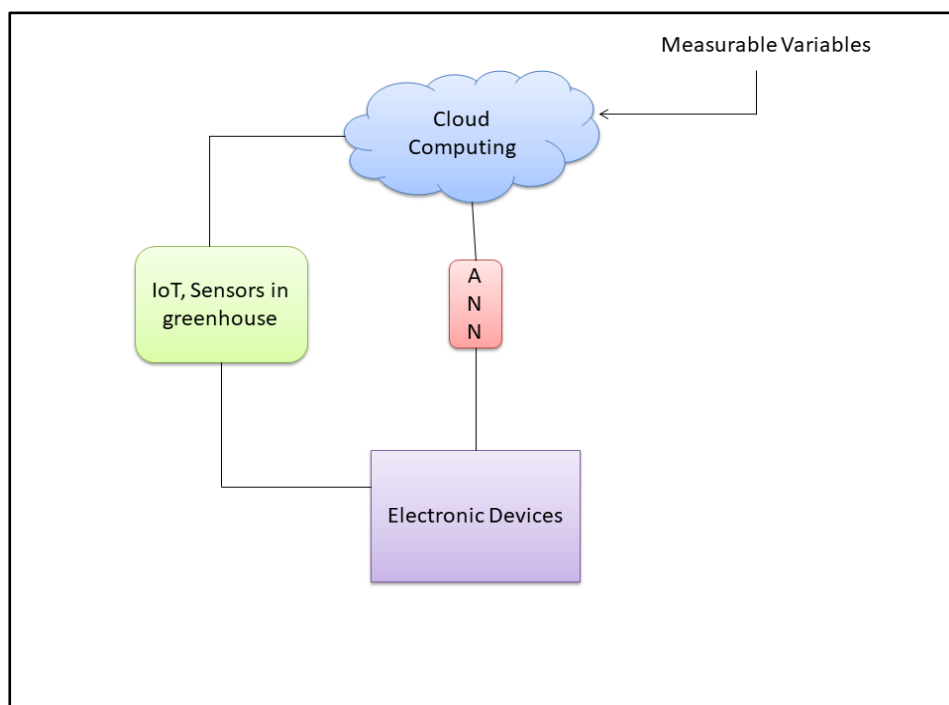 Measurable Variables
Cloud
Computing
IoT, Sensors in
greenhouse
A
N
N
Electronic Devices